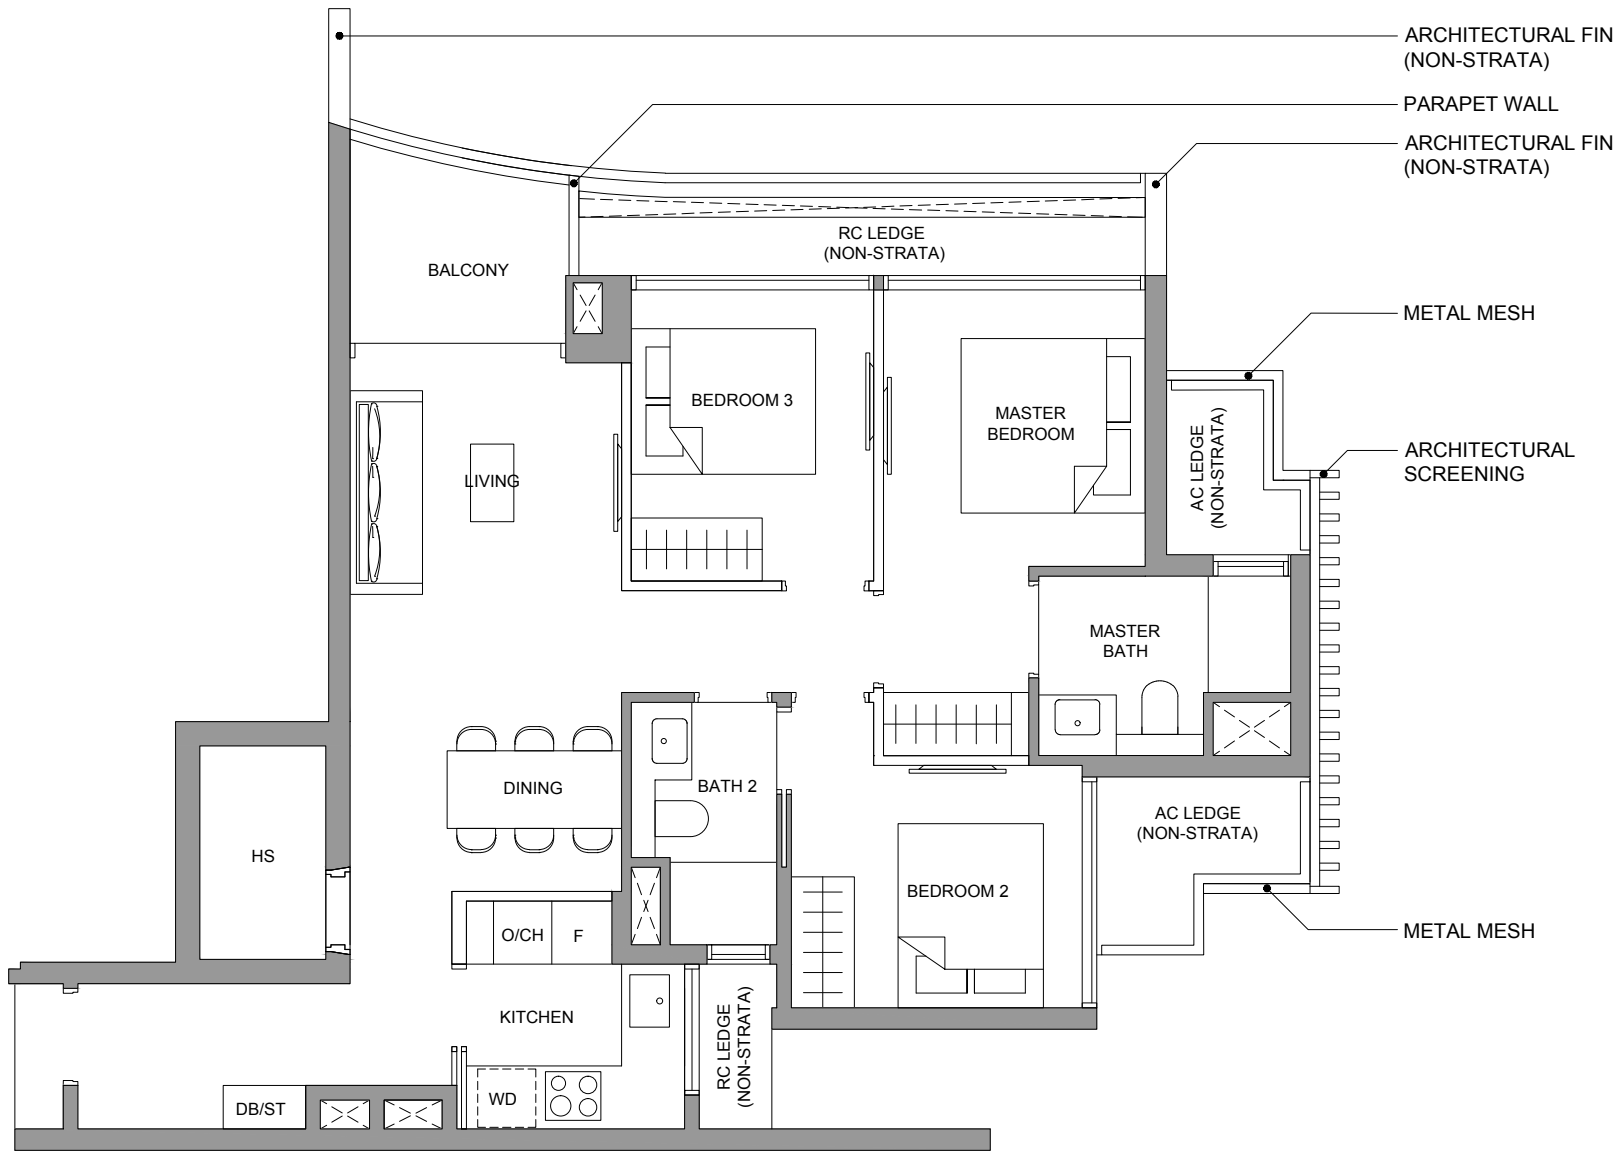 ARCHITECTURAL FIN
(NON-STRATA)
PARAPET WALL
ARCHITECTURAL FIN
(NON-STRATA)
RC LEDGE
(NON-STRATA)
BALCONY
METAL MESH
BEDROOM 3
MASTER
BEDROOM
AC LEDGE
(NON-STRATA)
ARCHITECTURAL
SCREENING
LIVING
MASTER
BATH
DINING
BATH 2
AC LEDGE
(NON-STRATA)
HS
BEDROOM 2
O/CH
F
METAL MESH
KITCHEN
RC LEDGE
(NON-STRATA)
DB/ST
WD